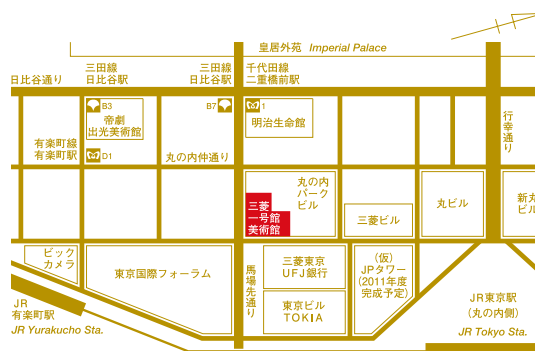 皇居外苑 Imperial Palace
日比谷通り
三田線
日比谷駅
三田線
日比谷駅
千代田線
二重橋前駅
B3
帝劇
出光美術館
B7
1
明治生命館
行幸通り
有楽町線
有楽町駅
D1
丸の内仲通り
丸の内
パーク
ビル
三菱
一号館
美術館
三菱ビル
丸ビル
新丸
ビル
ビック
カメラ
東京国際フォーラム
馬場先通り
三菱東京
UFJ銀行
(仮)
JPタワー
(2011年度
完成予定)
東京ビル
TOKIA
JR
有楽町駅
JR Yurakucho Sta.
JR東京駅
(丸の内側)
JR Tokyo Sta.